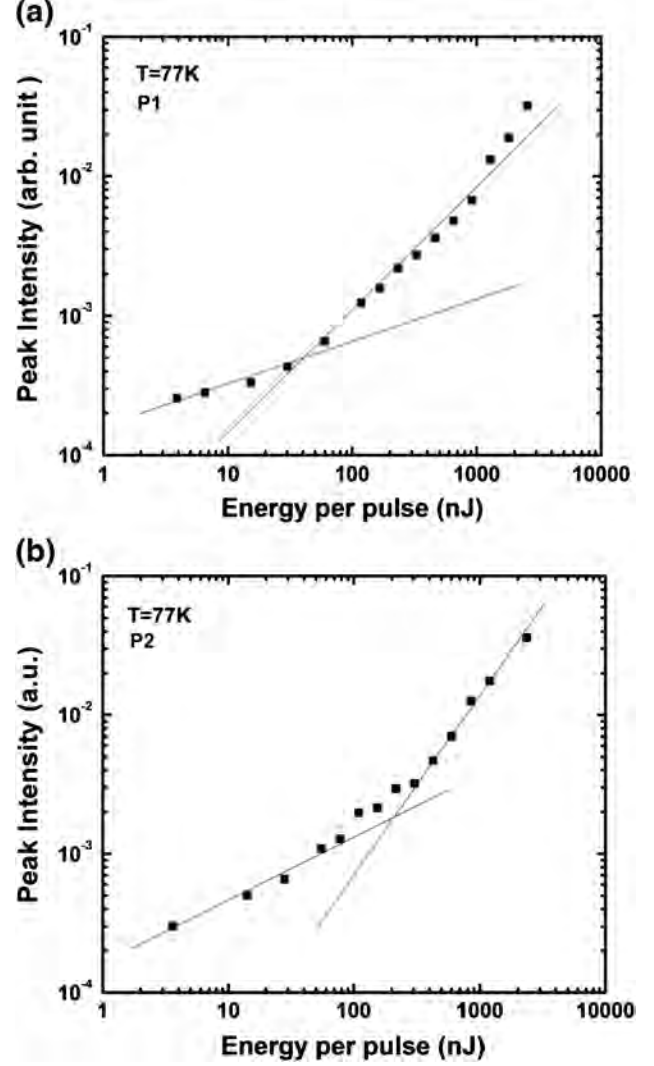 (a)
10⁻¹
T=77K
P1
10⁻²
Peak Intensity (arb. unit )
10⁻³
10⁻⁴
1 10 100 1000 10000
Energy per pulse (nJ)
(b)
10⁻¹
T=77K
P2
10⁻²
Peak Intensity (a.u.)
10⁻³
10⁻⁴
1 10 100 1000 10000
Energy per pulse (nJ)